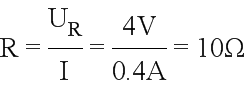 R = U_R / I = 4V / 0.4A = 10Ω